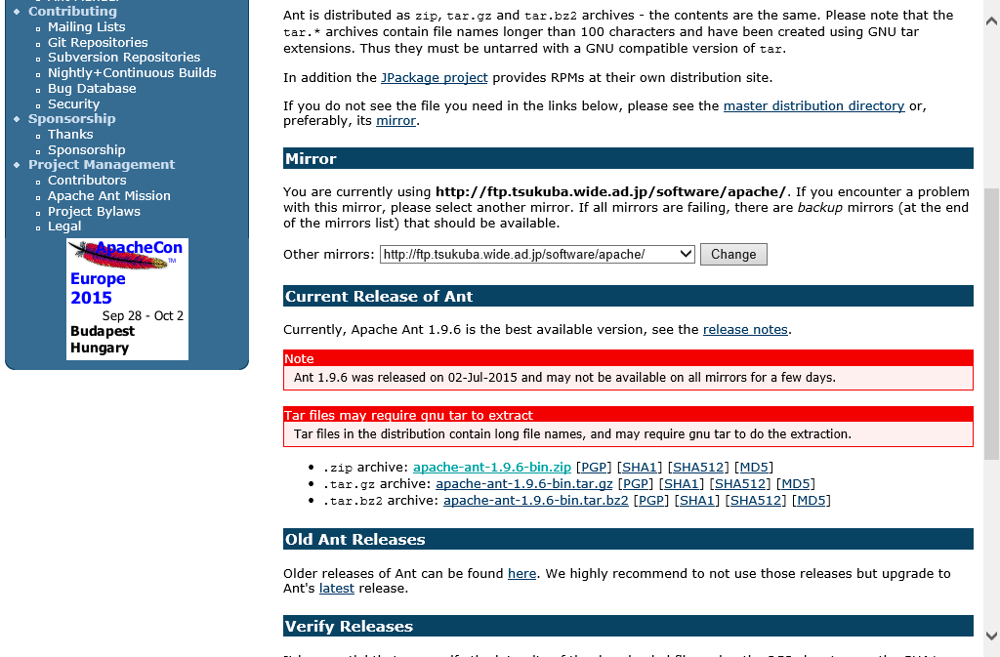 Contributing
Mailing Lists
Git Repositories
Subversion Repositories
Nightly+Continuous Builds
Bug Database
Security
Sponsorship
Thanks
Sponsorship
Project Management
Contributors
Apache Ant Mission
Project Bylaws
Legal
ApacheCon
TM
Europe
2015
Sep 28 - Oct 2
Budapest
Hungary
Ant is distributed as zip, tar.gz and tar.bz2 archives - the contents are the same. Please note that the
tar.* archives contain file names longer than 100 characters and have been created using GNU tar
extensions. Thus they must be untarred with a GNU compatible version of tar.
In addition the JPackage project provides RPMs at their own distribution site.
If you do not see the file you need in the links below, please see the master distribution directory or,
preferably, its mirror.
Mirror
You are currently using http://ftp.tsukuba.wide.ad.jp/software/apache/. If you encounter a problem
with this mirror, please select another mirror. If all mirrors are failing, there are backup mirrors (at the end
of the mirrors list) that should be available.
Other mirrors: http://ftp.tsukuba.wide.ad.jp/software/apache/ Change
Current Release of Ant
Currently, Apache Ant 1.9.6 is the best available version, see the release notes.
Note
Ant 1.9.6 was released on 02-Jul-2015 and may not be available on all mirrors for a few days.
Tar files may require gnu tar to extract
Tar files in the distribution contain long file names, and may require gnu tar to do the extraction.
• .zip archive: apache-ant-1.9.6-bin.zip [PGP] [SHA1] [SHA512] [MD5]
• .tar.gz archive: apache-ant-1.9.6-bin.tar.gz [PGP] [SHA1] [SHA512] [MD5]
• .tar.bz2 archive: apache-ant-1.9.6-bin.tar.bz2 [PGP] [SHA1] [SHA512] [MD5]
Old Ant Releases
Older releases of Ant can be found here. We highly recommend to not use those releases but upgrade to
Ant's latest release.
Verify Releases